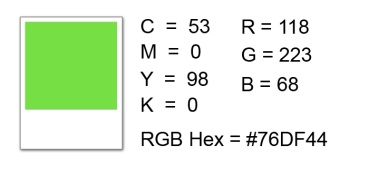 C = 53 R = 118
M = 0 G = 223
Y = 98 B = 68
K = 0
RGB Hex = #76DF44